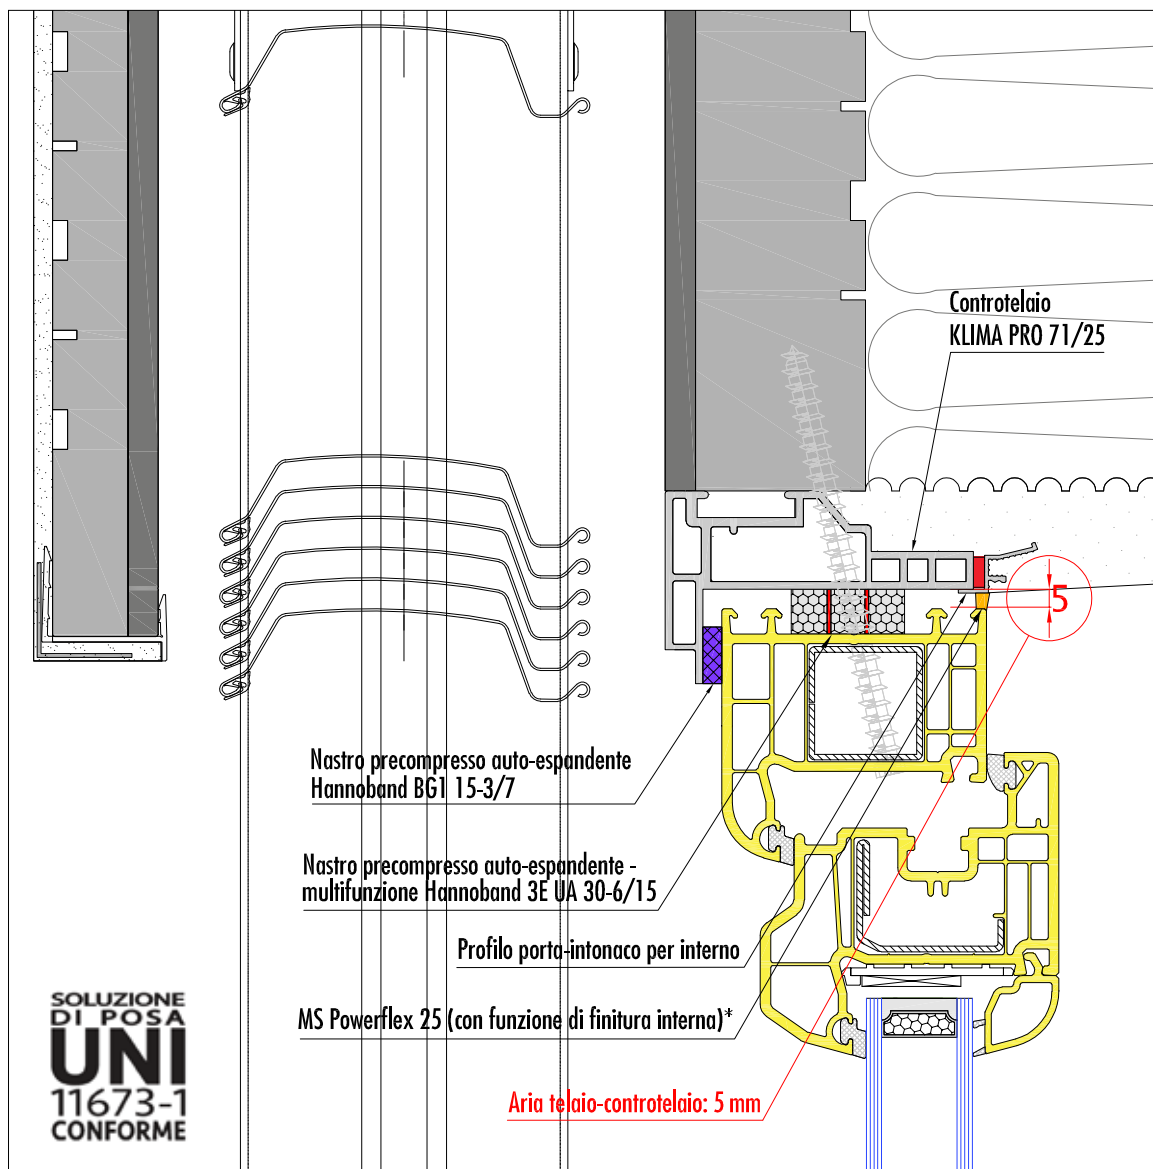 Controtelaio
KLIMA PRO 71/25
5
Nastro precompresso auto-espandente
Hannoband BG1 15-3/7
Nastro precompresso auto-espandente -
multifunzione Hannoband 3E UA 30-6/15
Profilo porta-intonaco per interno
MS Powerflex 25 (con funzione di finitura interna)*
Aria telaio-controtelaio: 5 mm
SOLUZIONE
DI POSA
UNI
11673-1
CONFORME